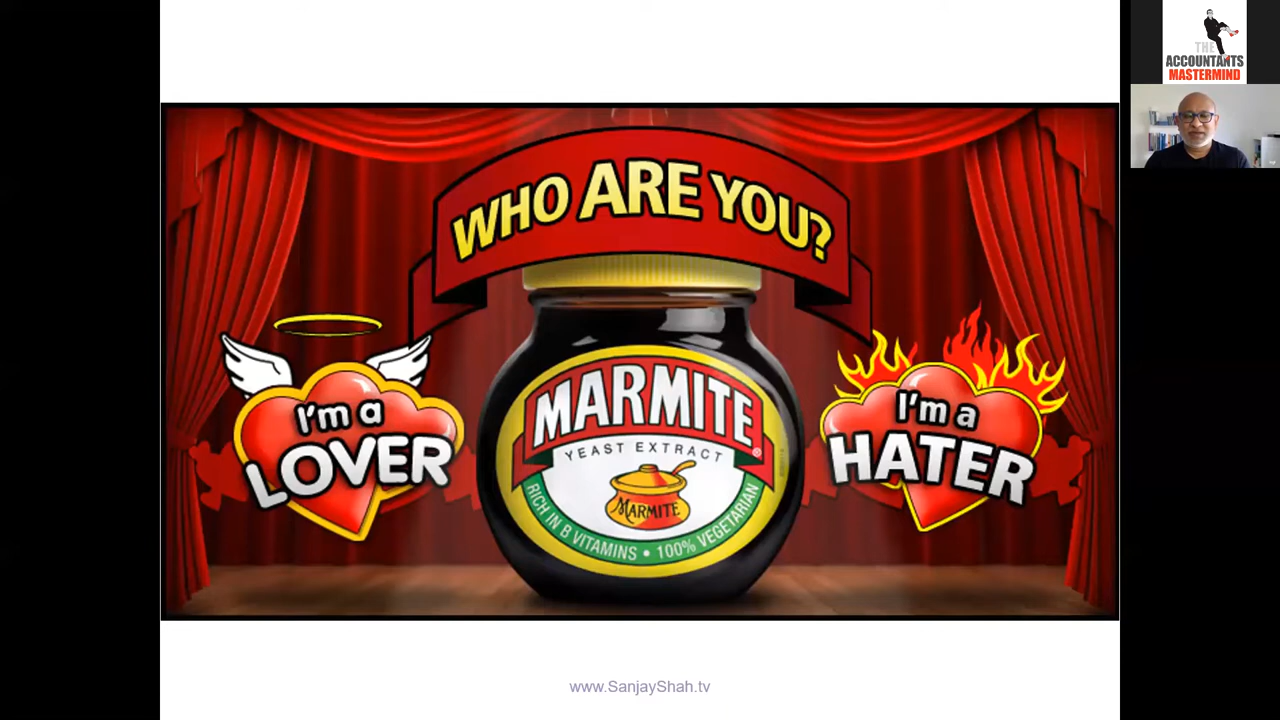 THE
ACCOUNTANTS
MASTERMIND
WHO ARE YOU?
I'm a
LOVER
MARMITE
YEAST EXTRACT
MARMITE
RICH IN B VITAMINS • 100% VEGETARIAN
I'm a
HATER
www.SanjayShah.tv